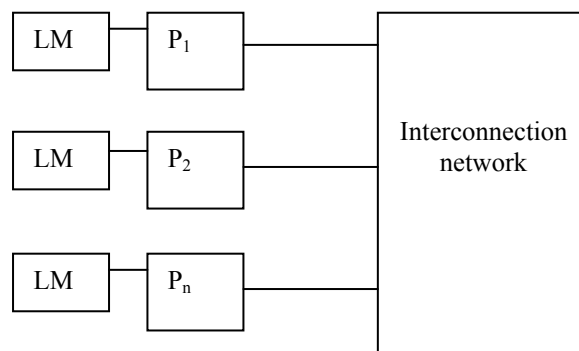 LM P₁
LM P₂
LM Pₙ
Interconnection
network